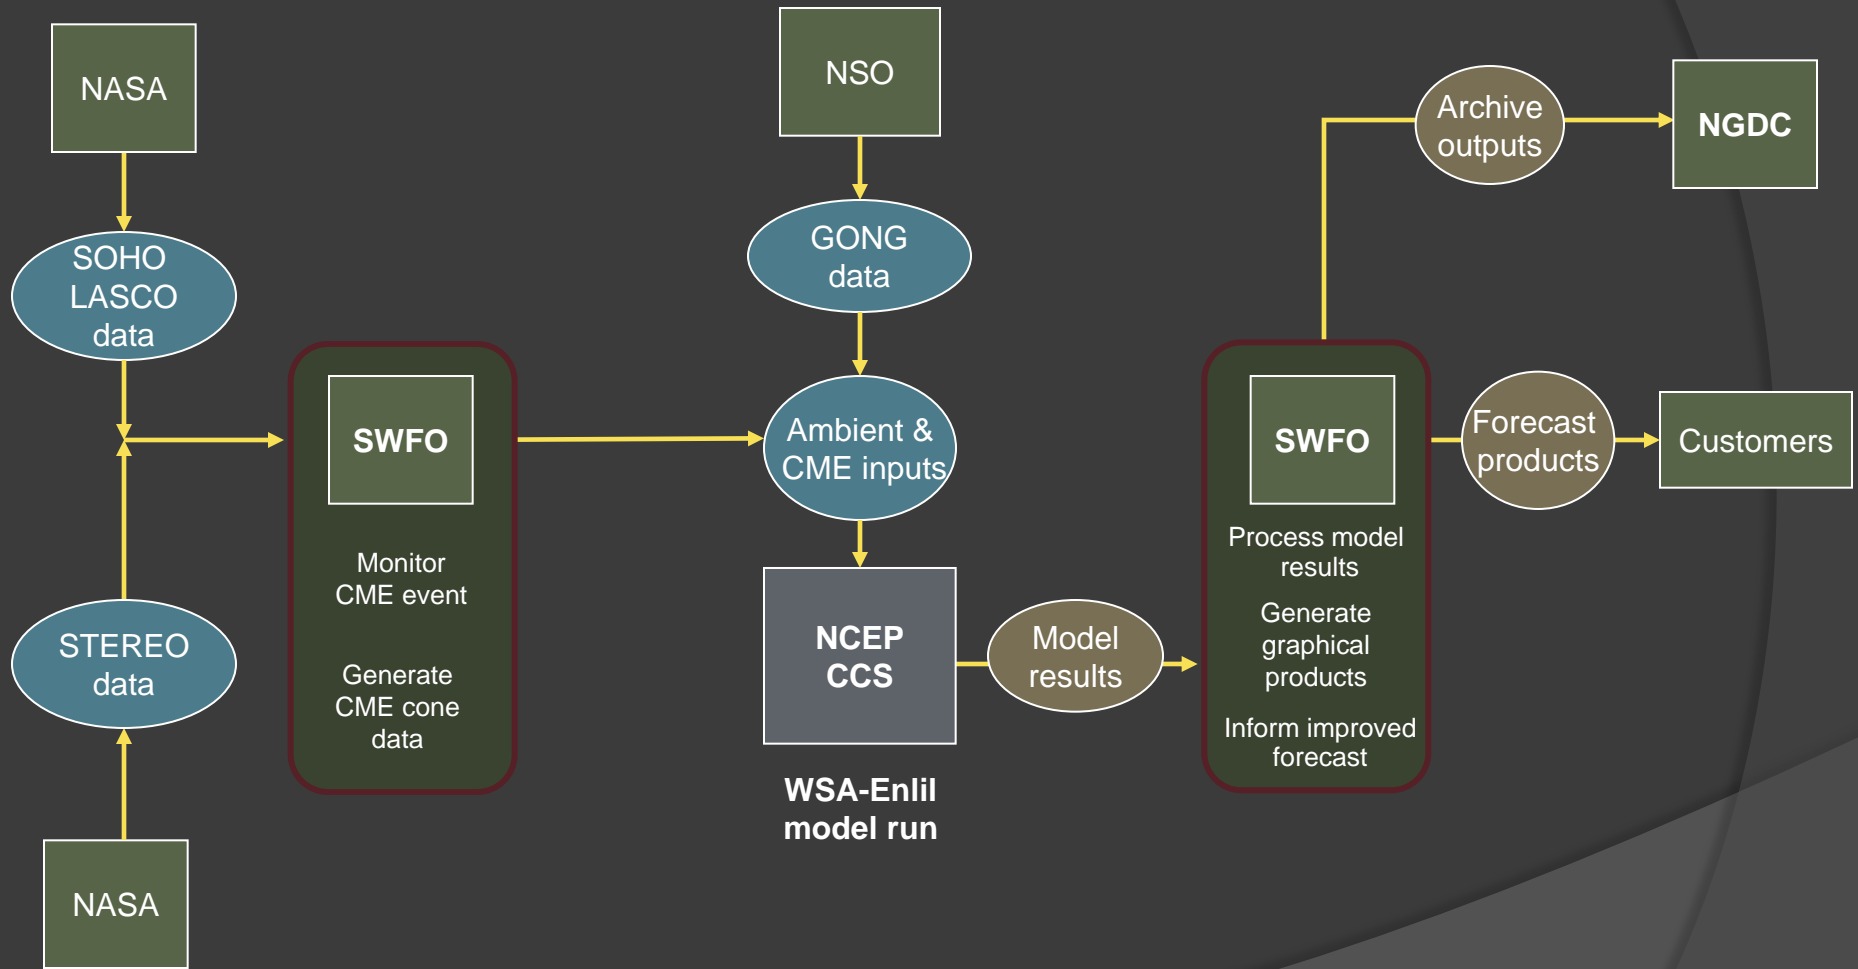 NASA
SOHO
LASCO
data
STEREO
data
NASA
SWFO
Monitor
CME event
Generate
CME cone
data
NSO
GONG
data
Ambient &
CME inputs
NCEP
CCS
WSA-Enlil
model run
Model
results
SWFO
Process model
results
Generate
graphical
products
Inform improved
forecast
Archive
outputs
NGDC
Forecast
products
Customers